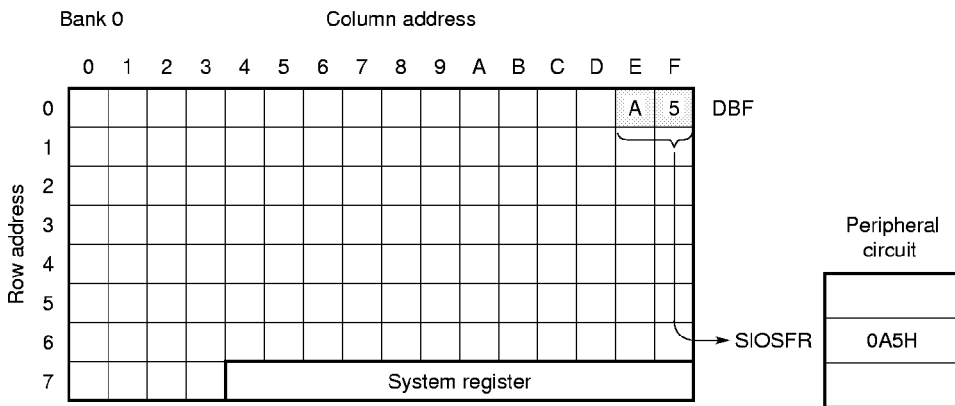 Bank 0 Column address
0 1 2 3 4 5 6 7 8 9 A B C D E F
0 A 5 DBF
1
2
3
4
5
6 SIOSFR 0A5H
7 System register
Row address
Peripheral
circuit